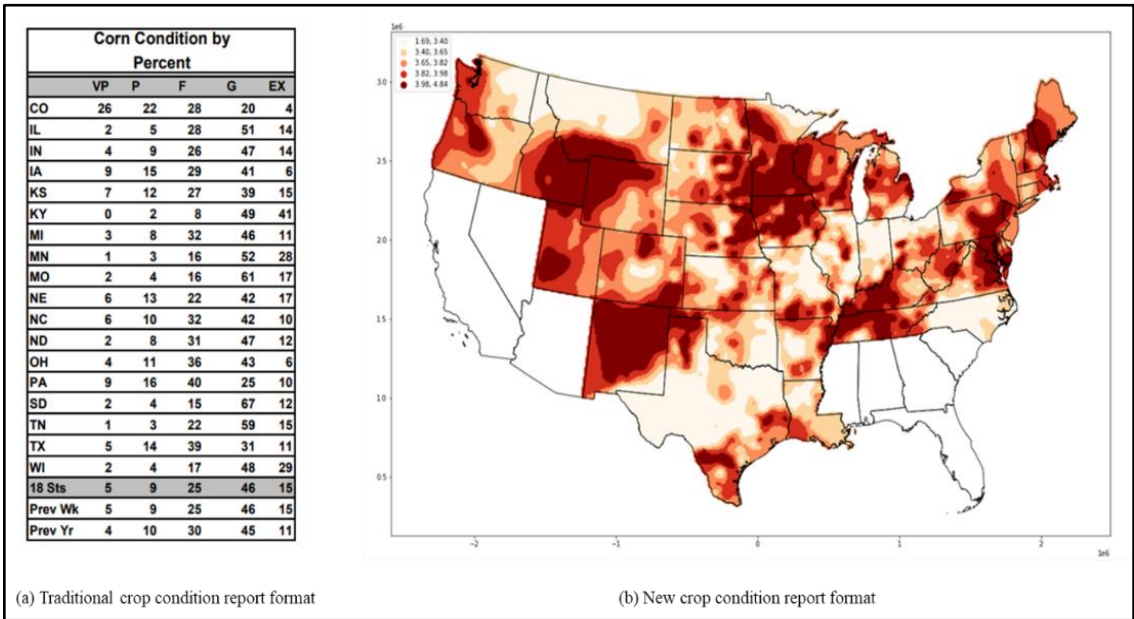 Corn Condition by
Percent
VP P F G EX
CO 26 22 28 20 4
IL 2 5 28 51 14
IN 4 9 26 47 14
IA 9 15 29 41 6
KS 7 12 27 39 15
KY 0 2 8 49 41
MI 3 8 32 46 11
MN 1 3 16 52 28
MO 2 4 16 61 17
NE 6 13 22 42 17
NC 6 10 32 42 10
ND 2 8 31 47 12
OH 4 11 36 43 6
PA 9 16 40 25 10
SD 2 4 15 67 12
TN 1 3 22 59 15
TX 5 14 39 31 11
WI 2 4 17 48 29
18 Sts 5 9 25 46 15
Prev Wk 5 9 25 46 15
Prev Yr 4 10 30 45 11
(a) Traditional crop condition report format
1e6
1.69, 3.40
3.40, 3.65
3.65, 3.82
3.82, 3.98
3.98, 4.84
3.0
2.5
2.0
1.5
1.0
0.5
-2 -1 0 1 2
1e6
(b) New crop condition report format